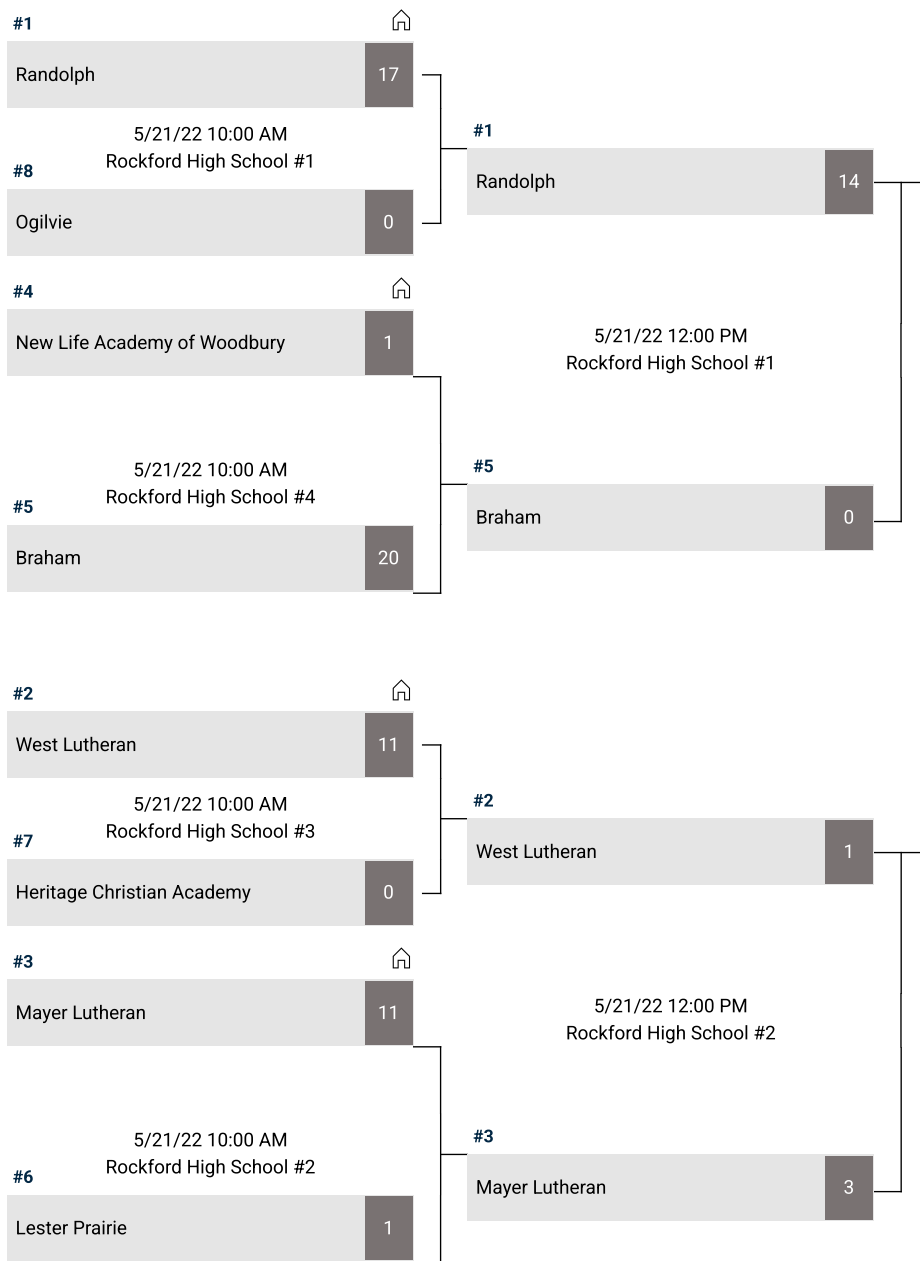 #1
Randolph
17
5/21/22 10:00 AM
Rockford High School #1
#8
Ogilvie
0
#1
Randolph
14
#4
New Life Academy of Woodbury
1
5/21/22 12:00 PM
Rockford High School #1
5/21/22 10:00 AM
Rockford High School #4
#5
Braham
20
#5
Braham
0
#2
West Lutheran
11
5/21/22 10:00 AM
Rockford High School #3
#7
Heritage Christian Academy
0
#2
West Lutheran
1
#3
Mayer Lutheran
11
5/21/22 12:00 PM
Rockford High School #2
5/21/22 10:00 AM
Rockford High School #2
#6
Lester Prairie
1
#3
Mayer Lutheran
3